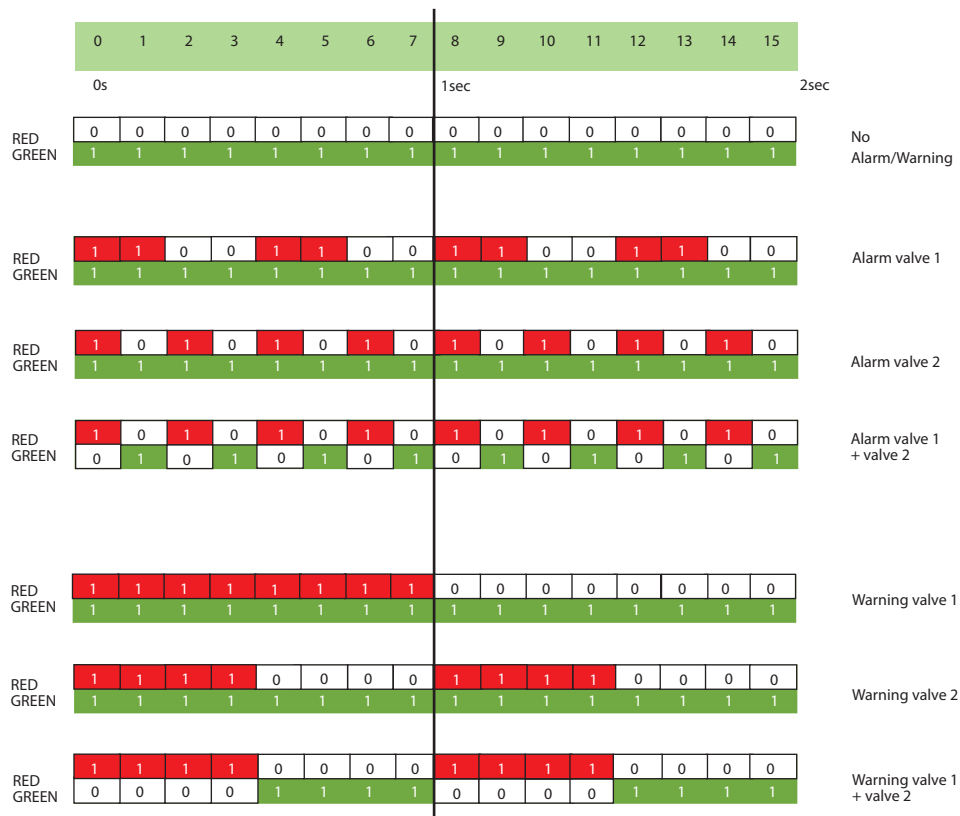 0 1 2 3 4 5 6 7 8 9 10 11 12 13 14 15
0s 1sec 2sec
RED 0 0 0 0 0 0 0 0 0 0 0 0 0 0 0 0 No
GREEN 1 1 1 1 1 1 1 1 1 1 1 1 1 1 1 1 Alarm/Warning
RED 1 1 0 0 1 1 0 0 1 1 0 0 1 1 0 0
GREEN 1 1 1 1 1 1 1 1 1 1 1 1 1 1 1 1
Alarm valve 1
RED 1 0 1 0 1 0 1 0 1 0 1 0 1 0 1 0
GREEN 1 1 1 1 1 1 1 1 1 1 1 1 1 1 1 1
Alarm valve 2
RED 1 0 1 0 1 0 1 0 1 0 1 0 1 0 1 0 Alarm valve 1
GREEN 0 1 0 1 0 1 0 1 0 1 0 1 0 1 0 1 + valve 2
RED 1 1 1 1 1 1 1 1 0 0 0 0 0 0 0 0
GREEN 1 1 1 1 1 1 1 1 1 1 1 1 1 1 1 1
Warning valve 1
RED 1 1 1 1 0 0 0 0 1 1 1 1 0 0 0 0
GREEN 1 1 1 1 1 1 1 1 1 1 1 1 1 1 1 1
Warning valve 2
RED 1 1 1 1 0 0 0 0 1 1 1 1 0 0 0 0 Warning valve 1
GREEN 0 0 0 0 1 1 1 1 0 0 0 0 1 1 1 1 + valve 2